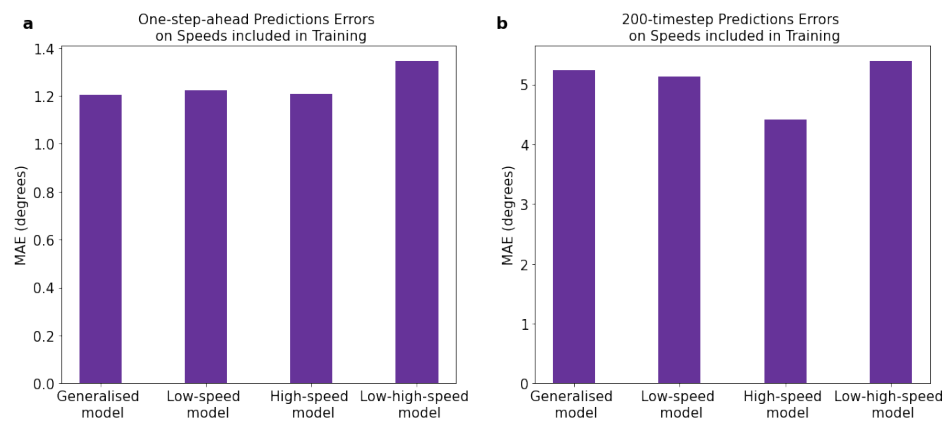 a
One-step-ahead Predictions Errors
on Speeds included in Training
MAE (degrees)
1.4
1.2
1.0
0.8
0.6
0.4
0.2
0.0
Generalised model
Low-speed model
High-speed model
Low-high-speed model
b
200-timestep Predictions Errors
on Speeds included in Training
MAE (degrees)
5
4
3
2
1
0
Generalised model
Low-speed model
High-speed model
Low-high-speed model